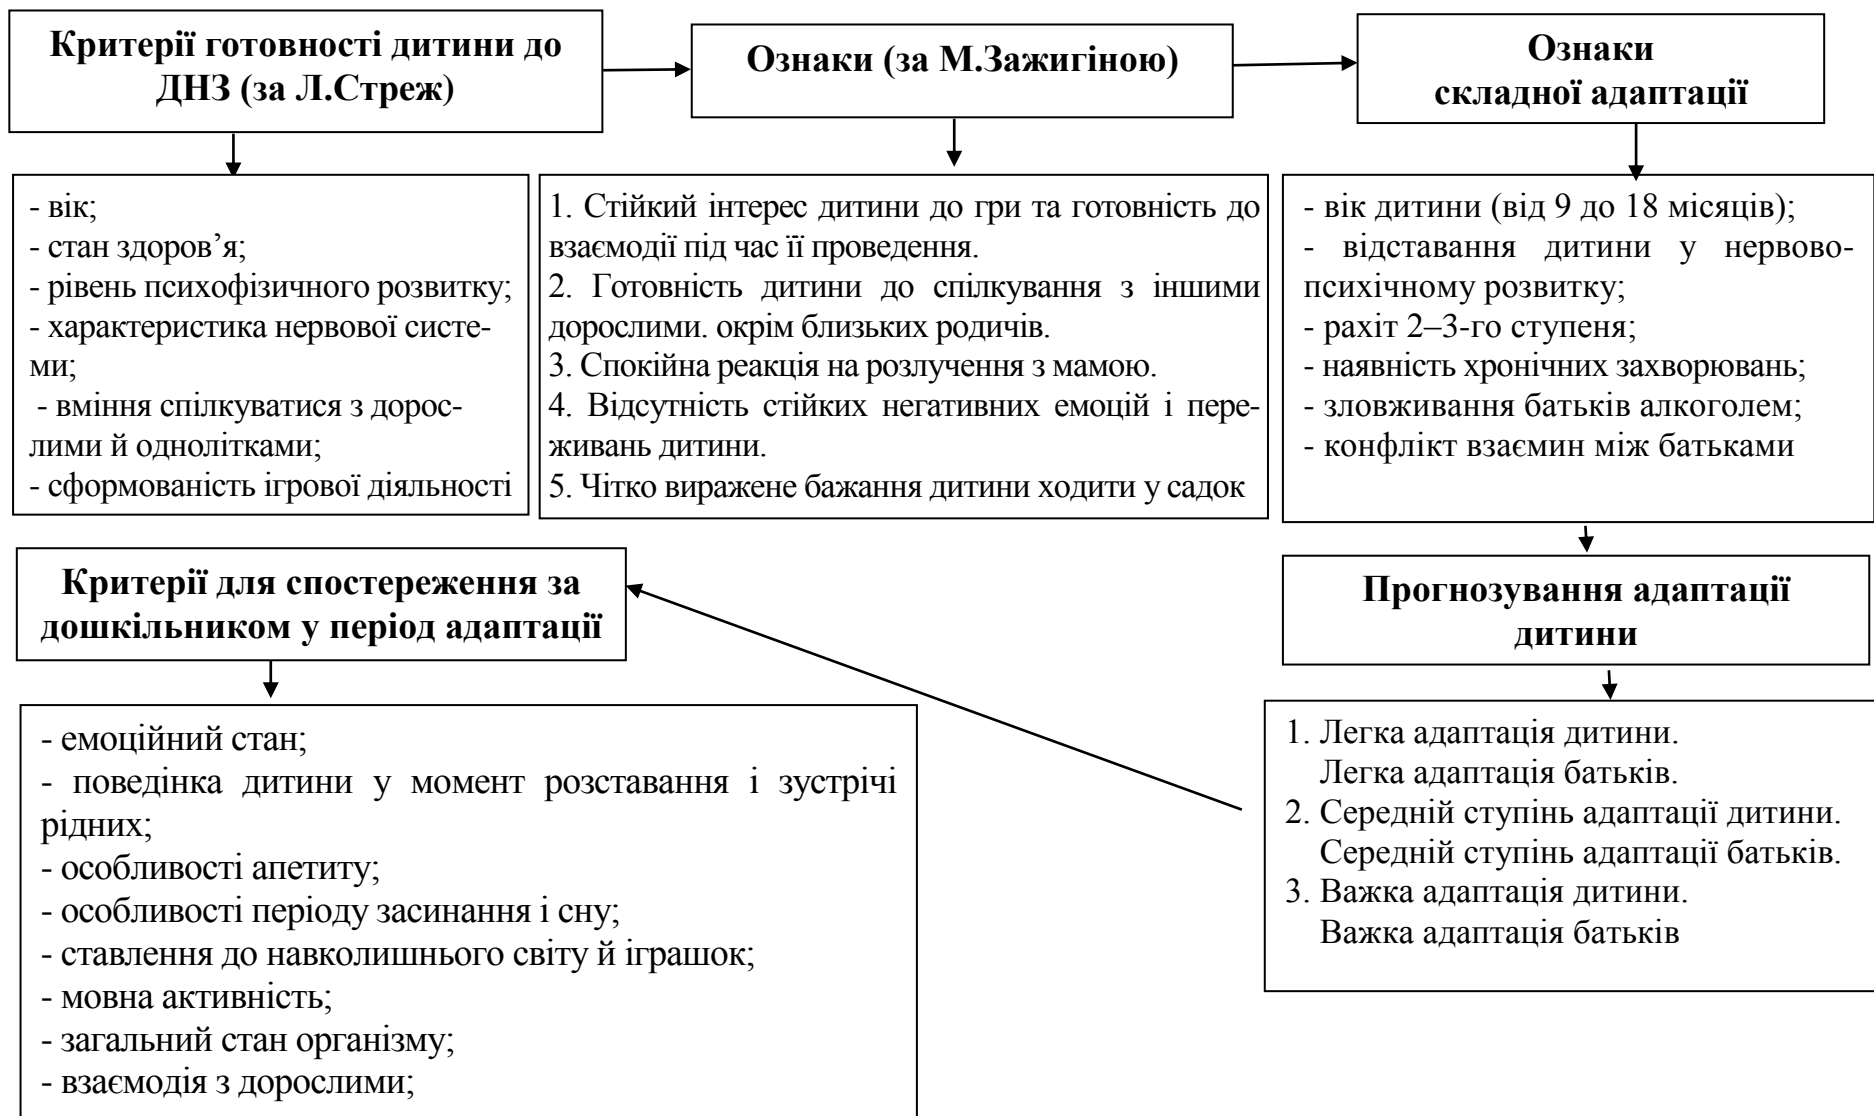 Критерії готовності дитини до
ДНЗ (за Л.Стреж)
Ознаки (за М.Зажигіною)
Ознаки
складної адаптації
- вік;
- стан здоров’я;
- рівень психофізичного розвитку;
- характеристика нервової систе-
ми;
- вміння спілкуватися з дорос-
лими й однолітками;
- сформованість ігрової діяльності
1. Стійкий інтерес дитини до гри та готовність до
взаємодії під час її проведення.
2. Готовність дитини до спілкування з іншими
дорослими. окрім близьких родичів.
3. Спокійна реакція на розлучення з мамою.
4. Відсутність стійких негативних емоцій і пере-
живань дитини.
5. Чітко виражене бажання дитини ходити у садок
- вік дитини (від 9 до 18 місяців);
- відставання дитини у нервово-
психічному розвитку;
- рахіт 2–3-го ступеня;
- наявність хронічних захворювань;
- зловживання батьків алкоголем;
- конфлікт взаємин між батьками
Критерії для спостереження за
дошкільником у період адаптації
Прогнозування адаптації
дитини
- емоційний стан;
- поведінка дитини у момент розставання і зустрічі
рідних;
- особливості апетиту;
- особливості періоду засинання і сну;
- ставлення до навколишнього світу й іграшок;
- мовна активність;
- загальний стан організму;
- взаємодія з дорослими;
1. Легка адаптація дитини.
Легка адаптація батьків.
2. Середній ступінь адаптації дитини.
Середній ступінь адаптації батьків.
3. Важка адаптація дитини.
Важка адаптація батьків